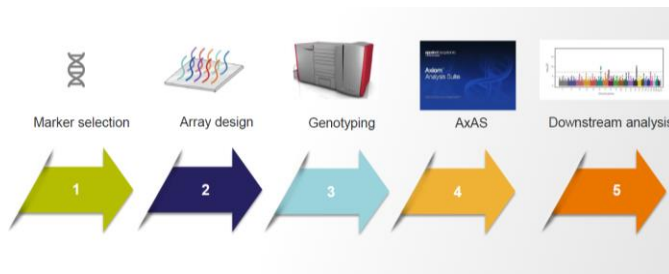 Axiom
Analysis Suite
Marker selection
Array design
Genotyping
AxAS
Downstream analysis
1
2
3
4
5